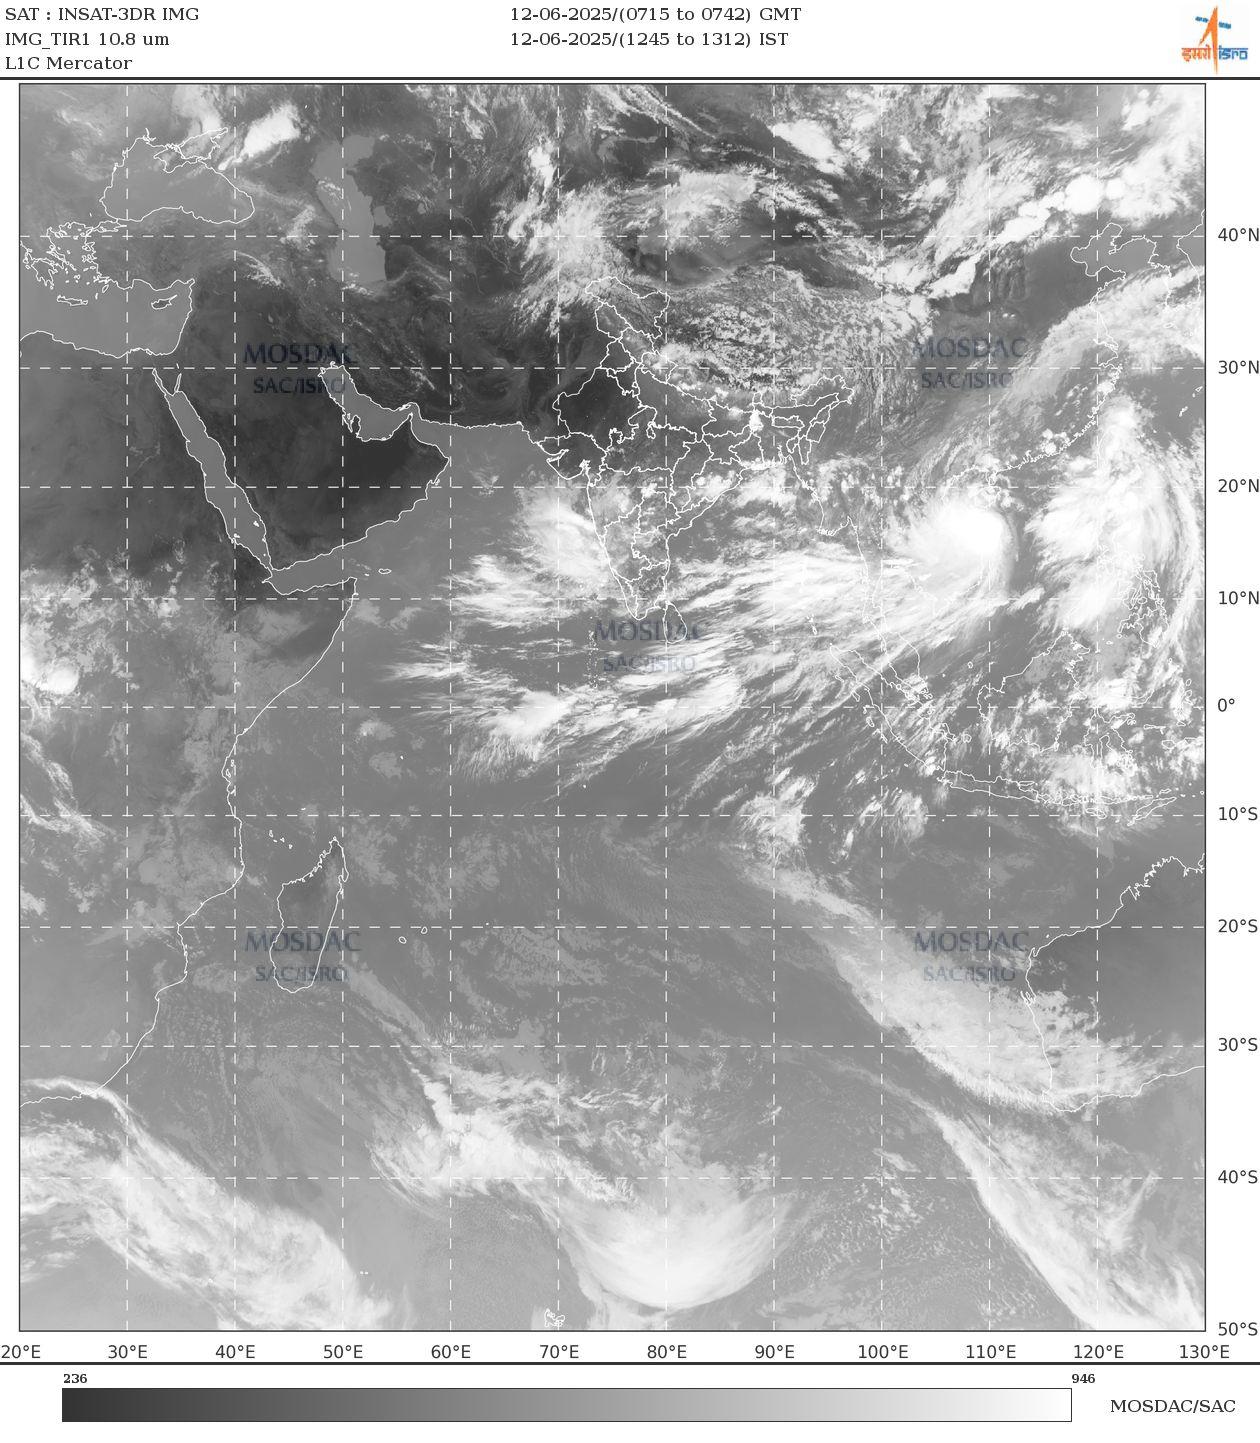 SAT : INSAT-3DR IMG
12-06-2025/(0715 to 0742) GMT
IMG_TIR1 10.8 um
12-06-2025/(1245 to 1312) IST
L1C Mercator
इसरो isro
40°N
MOSDAC
SAC/ISRO
MOSDAC
SAC/ISRO
30°N
20°N
10°N
MOSDAC
SAC/ISRO
0°
10°S
20°S
MOSDAC
SAC/ISRO
MOSDAC
SAC/ISRO
30°S
40°S
50°S
20°E 30°E 40°E 50°E 60°E 70°E 80°E 90°E 100°E 110°E 120°E 130°E
236 946
MOSDAC/SAC